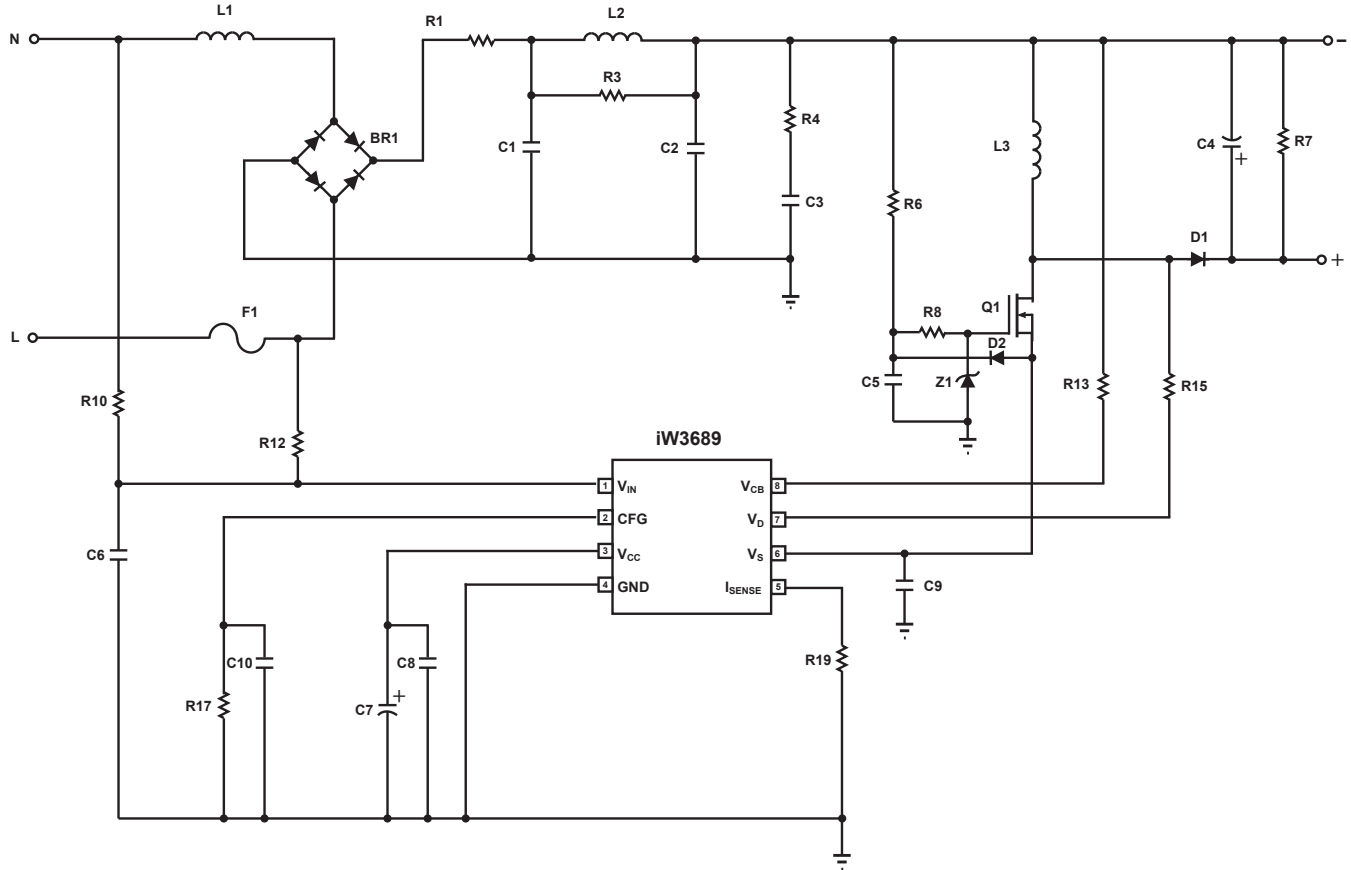 L1
L2
R1
N
−
R3
BR1
R4
C1
C2
L3
C4
+
R7
C3
R6
D1
+
F1
Q1
R8
L
D2
C5
Z1
R13
R15
R10
R12
iW3689
1 VIN
VCB 8
2 CFG
VD 7
3 VCC
VS 6
C6
4 GND
ISENSE 5
C9
C10
C8
R19
+
R17
C7